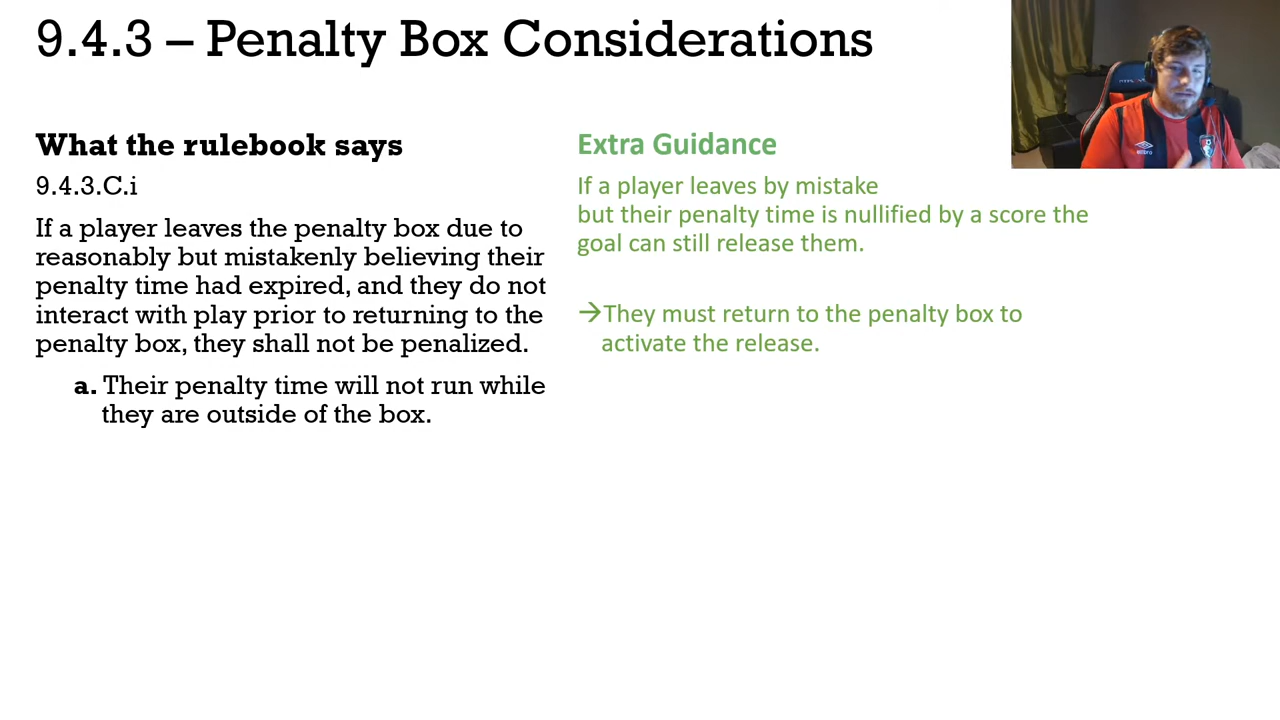 9.4.3 – Penalty Box Considerations
What the rulebook says
9.4.3.C.i
If a player leaves the penalty box due to
reasonably but mistakenly believing their
penalty time had expired, and they do not
interact with play prior to returning to the
penalty box, they shall not be penalized.
a. Their penalty time will not run while
they are outside of the box.
Extra Guidance
If a player leaves by mistake
but their penalty time is nullified by a score the
goal can still release them.
→They must return to the penalty box to
activate the release.
umbro